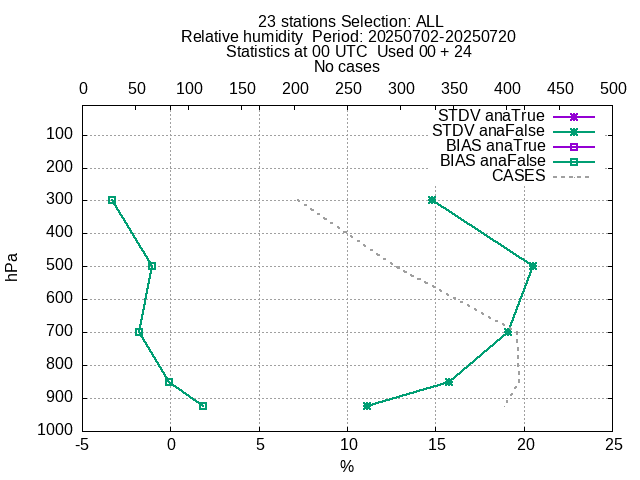 23 stations Selection: ALL
Relative humidity  Period: 20250702-20250720
Statistics at 00 UTC  Used 00 + 24
No cases
0 50 100 150 200 250 300 350 400 450 500
STDV anaTrue
STDV anaFalse
BIAS anaTrue
BIAS anaFalse
CASES
100
200
300
400
500
600
700
800
900
1000
hPa
-5 0 5 10 15 20 25
%